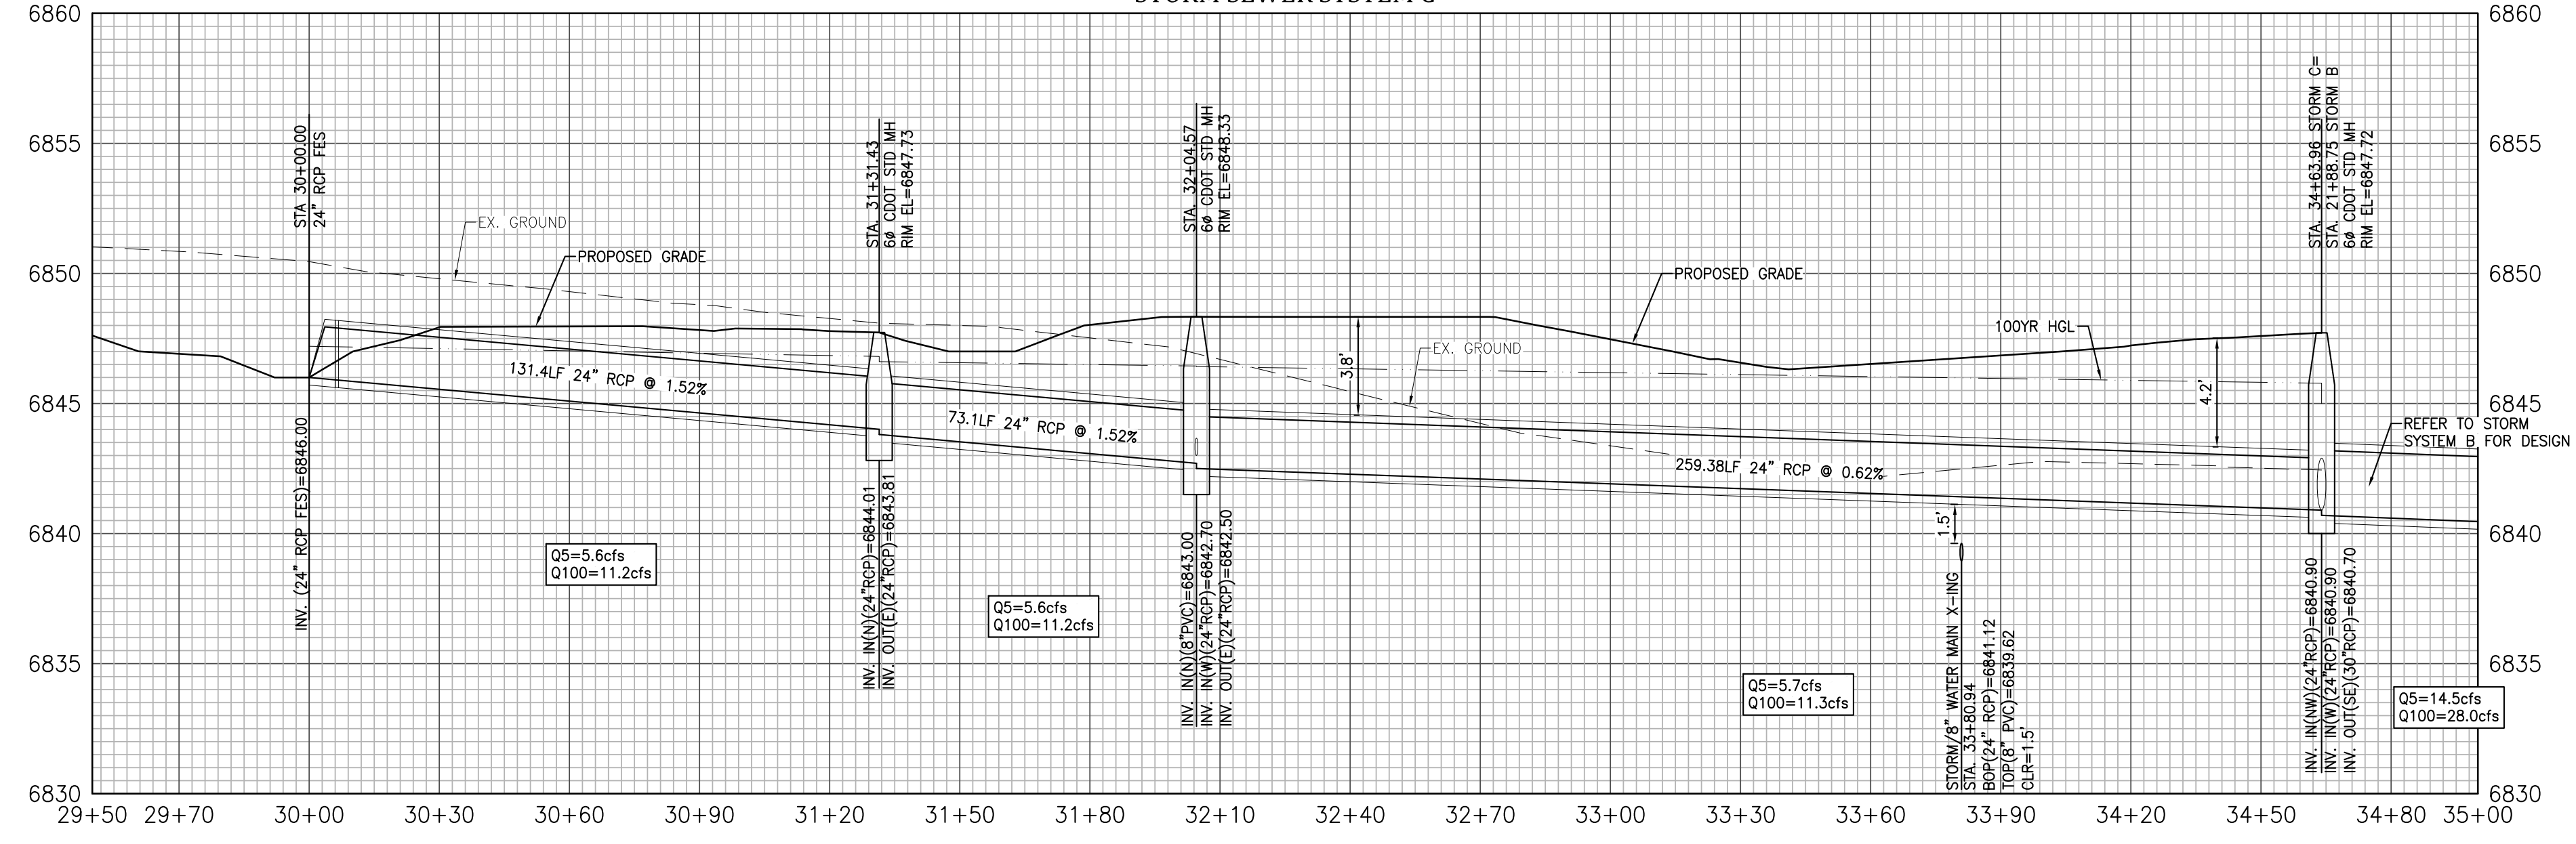 6860
6860
6855
6855
6850
6850
6845
6845
6840
6840
6835
6835
6830
6830
STA 30+00.00
24" RCP FES
STA. 31+31.43
6ø CDOT STD MH
RIM EL=6847.73
STA. 32+04.57
6ø CDOT STD MH
RIM EL=6848.33
STA. 34+63.96 STORM C=
STA. 21+88.75 STORM B
6ø CDOT STD MH
RIM EL=6847.72
EX. GROUND
PROPOSED GRADE
PROPOSED GRADE
100YR HGL
EX. GROUND
3.8'
4.2'
131.4LF 24" RCP @ 1.52%
73.1LF 24" RCP @ 1.52%
259.38LF 24" RCP @ 0.62%
REFER TO STORM
SYSTEM B FOR DESIGN
1.5'
INV. (24" RCP FES)=6846.00
INV. IN(N)(24"RCP)=6844.01
INV. OUT(E)(24"RCP)=6843.81
INV. IN(N)(8"PVC)=6843.00
INV. IN(W)(24"RCP)=6842.70
INV. OUT(E)(24"RCP)=6842.50
STORM/8" WATER MAIN X-ING
STA. 33+80.94
BOP(24" RCP)=6841.12
TOP(8" PVC)=6839.62
CLR=1.5'
INV. IN(NW)(24"RCP)=6840.90
INV. IN(W)(24"RCP)=6840.90
INV. OUT(SE)(30"RCP)=6840.70
Q5=5.6cfs
Q100=11.2cfs
Q5=5.6cfs
Q100=11.2cfs
Q5=5.7cfs
Q100=11.3cfs
Q5=14.5cfs
Q100=28.0cfs
29+50 29+70 30+00 30+30 30+60 30+90 31+20 31+50 31+80 32+10 32+40 32+70 33+00 33+30 33+60 33+90 34+20 34+50 34+80 35+00